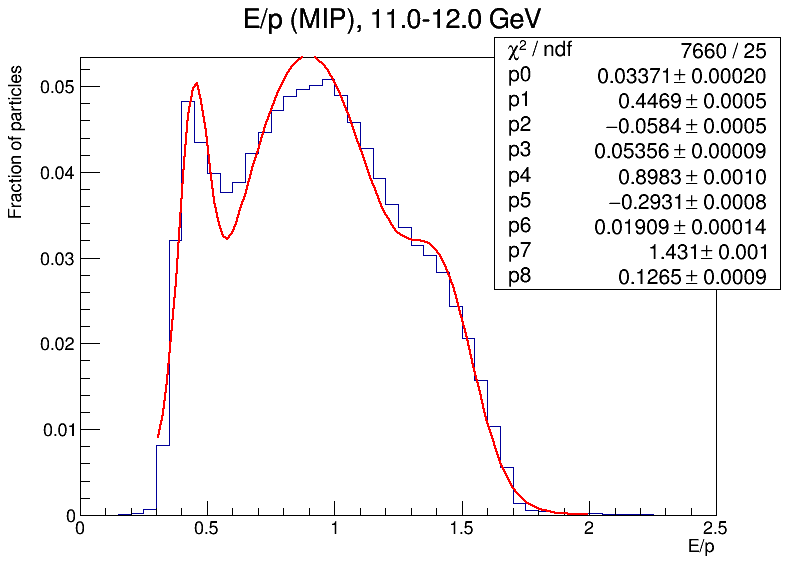 E/p (MIP), 11.0-12.0 GeV
χ² / ndf 7660 / 25
p0 0.03371 ± 0.00020
p1 0.4469 ± 0.0005
p2 −0.0584 ± 0.0005
p3 0.05356 ± 0.00009
p4 0.8983 ± 0.0010
p5 −0.2931 ± 0.0008
p6 0.01909 ± 0.00014
p7 1.431 ± 0.001
p8 0.1265 ± 0.0009
Fraction of particles
0.05
0.04
0.03
0.02
0.01
0
0 0.5 1 1.5 2 2.5
E/p